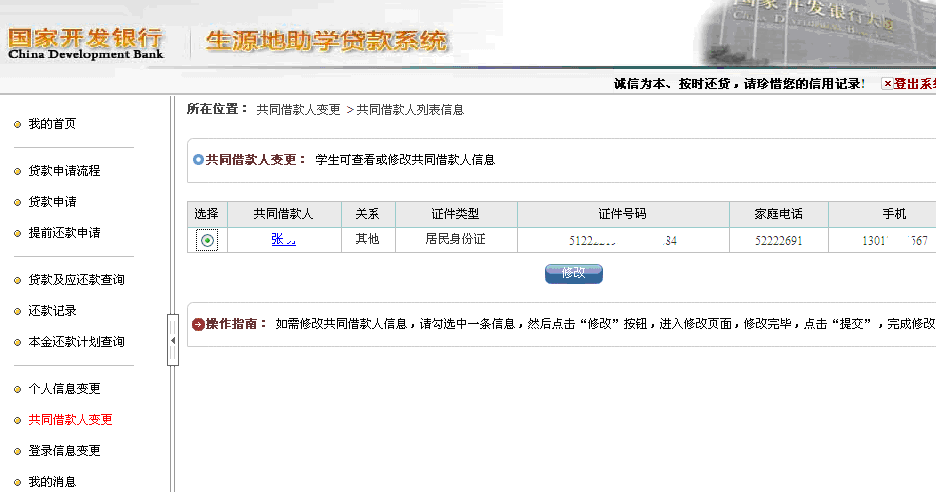 国家开发银行
China Development Bank
生源地助学贷款系统
国家开发银行大厦
诚信为本、按时还贷，请珍惜您的信用记录!
登出系
所在位置： 共同借款人变更 >共同借款人列表信息
我的首页
贷款申请流程
贷款申请
提前还款申请
贷款及应还款查询
还款记录
本金还款计划查询
个人信息变更
共同借款人变更
登录信息变更
我的消息
共同借款人变更： 学生可查看或修改共同借款人信息
选择 共同借款人 关系 证件类型 证件号码 家庭电话 手机
张 其他 居民身份证 5122 84 52222691 1301 567
修改
操作指南： 如需修改共同借款人信息，请勾选中一条信息，然后点击“修改”按钮，进入修改页面，修改完毕，点击“提交”，完成修改